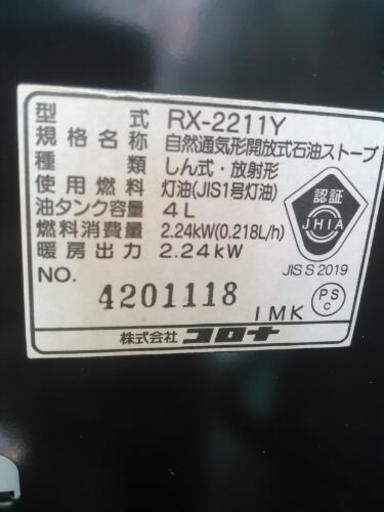 型式 RX-2211Y
規格名称 自然通気形開放式石油ストーブ
種類 しん式・放射形
使用燃料 灯油(JIS1号灯油)
油タンク容量 4L
燃料消費量 2.24kW(0.218L/h)
暖房出力 2.24kW
NO. 4201118
認証
JHIA
JIS S 2019
1MK
PS
C
株式会社 コロナ